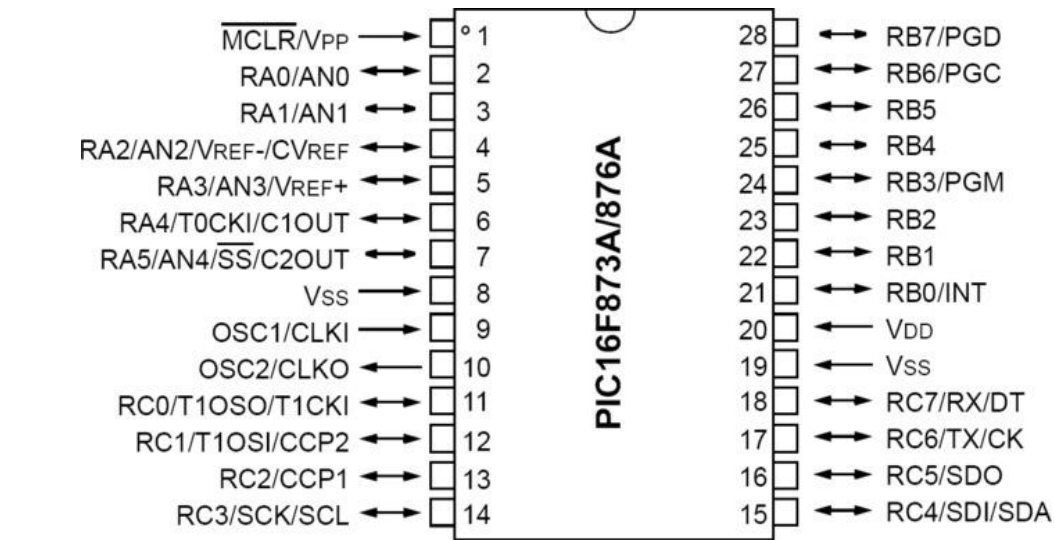 MCLR/VPP
1
RA0/AN0
2
RA1/AN1
3
RA2/AN2/VREF-/CVREF
4
RA3/AN3/VREF+
5
RA4/T0CKI/C1OUT
6
RA5/AN4/SS/C2OUT
7
VSS
8
OSC1/CLKI
9
OSC2/CLKO
10
RC0/T1OSO/T1CKI
11
RC1/T1OSI/CCP2
12
RC2/CCP1
13
RC3/SCK/SCL
14
PIC16F873A/876A
28
RB7/PGD
27
RB6/PGC
26
RB5
25
RB4
24
RB3/PGM
23
RB2
22
RB1
21
RB0/INT
20
VDD
19
VSS
18
RC7/RX/DT
17
RC6/TX/CK
16
RC5/SDO
15
RC4/SDI/SDA